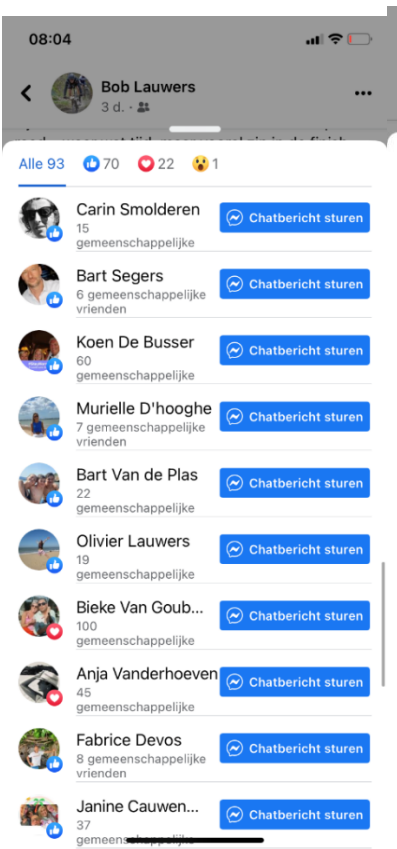 08:04
Bob Lauwers
3 d. ·
Alle 93 70 22 1
Carin Smolderen
15
gemeenschappelijke
Chatbericht sturen
Bart Segers
6 gemeenschappelijke
vrienden
Chatbericht sturen
Koen De Busser
60
gemeenschappelijke
Chatbericht sturen
Murielle D'hooghe
7 gemeenschappelijke
vrienden
Chatbericht sturen
Bart Van de Plas
22
gemeenschappelijke
Chatbericht sturen
Olivier Lauwers
19
gemeenschappelijke
Chatbericht sturen
Bieke Van Goub...
100
gemeenschappelijke
Chatbericht sturen
Anja Vanderhoeven
45
gemeenschappelijke
Chatbericht sturen
Fabrice Devos
8 gemeenschappelijke
vrienden
Chatbericht sturen
Janine Cauwen...
37
gemeenschappelijke
Chatbericht sturen